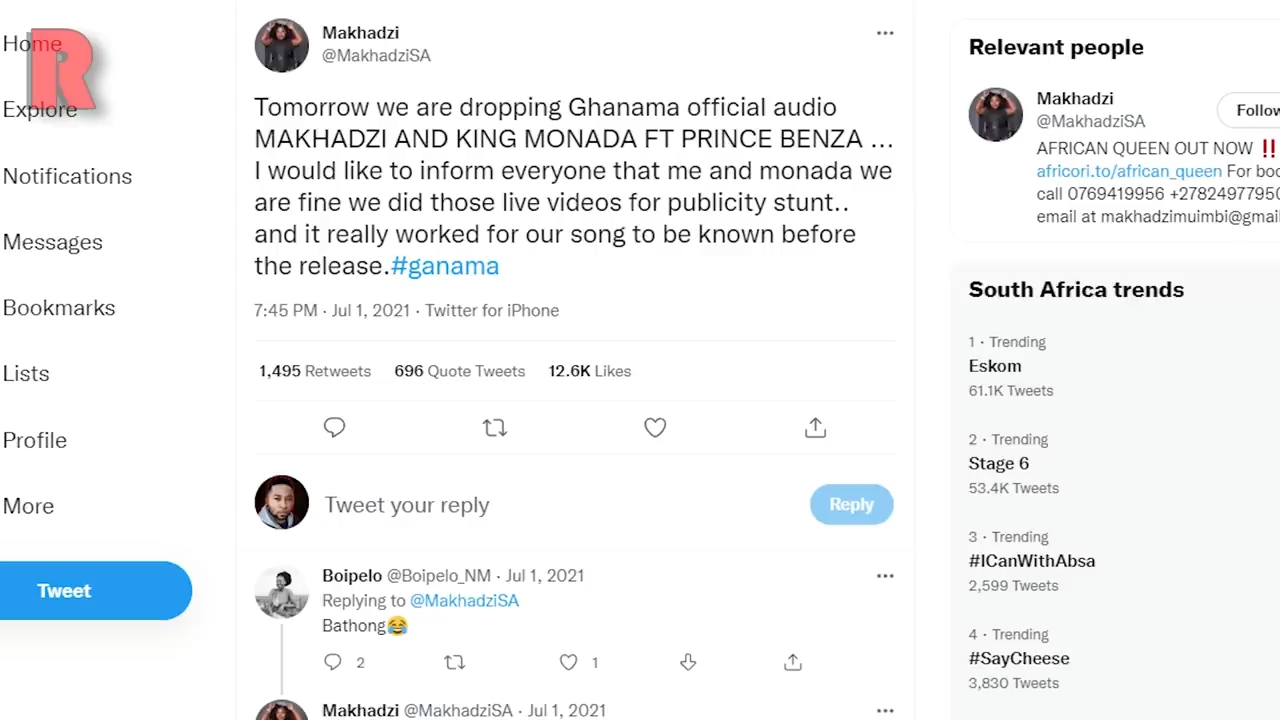 R
Home
Explore
Notifications
Messages
Bookmarks
Lists
Profile
More
Tweet
Makhadzi
@MakhadziSA
Tomorrow we are dropping Ghanama official audio
MAKHADZI AND KING MONADA FT PRINCE BENZA ...
I would like to inform everyone that me and monada we
are fine we did those live videos for publicity stunt..
and it really worked for our song to be known before
the release.#ganama
7:45 PM · Jul 1, 2021 · Twitter for iPhone
1,495 Retweets 696 Quote Tweets 12.6K Likes
Tweet your reply
Reply
Boipelo @Boipelo_NM · Jul 1, 2021
Replying to @MakhadziSA
Bathong😂
2 1
Makhadzi @MakhadziSA · Jul 1, 2021
Relevant people
Makhadzi
@MakhadziSA
Follow
AFRICAN QUEEN OUT NOW ‼️
africori.to/african_queen For boo
call 0769419956 +2782497795
email at makhadzimuimbi@gmai
South Africa trends
1 · Trending
Eskom
61.1K Tweets
2 · Trending
Stage 6
53.4K Tweets
3 · Trending
#ICanWithAbsa
2,599 Tweets
4 · Trending
#SayCheese
3,830 Tweets